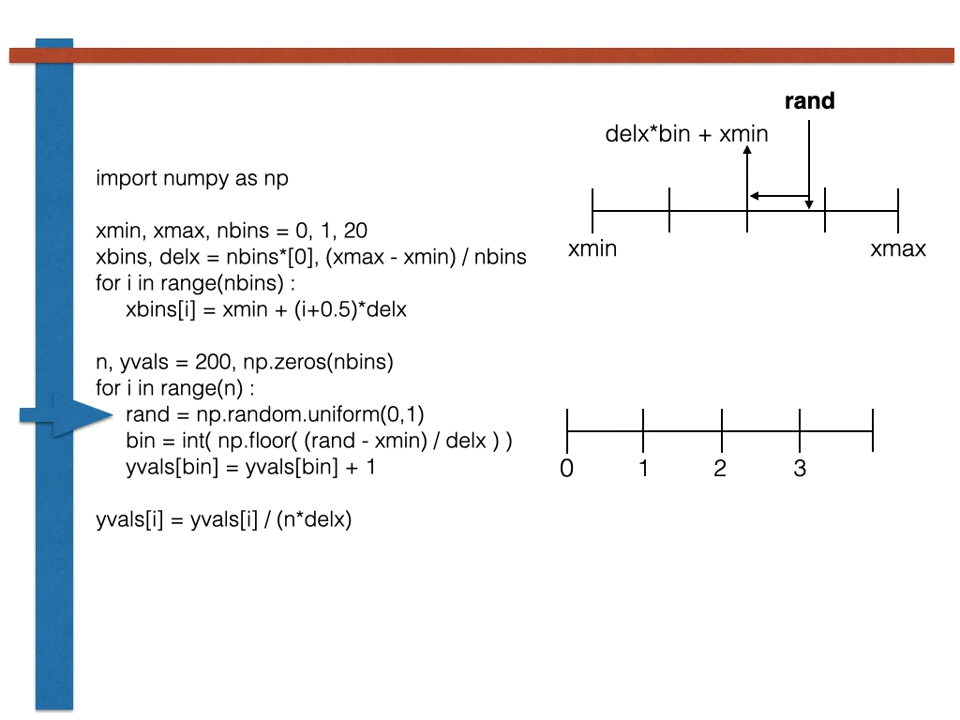 import numpy as np
xmin, xmax, nbins = 0, 1, 20
xbins, delx = nbins*[0], (xmax - xmin) / nbins
for i in range(nbins) :
xbins[i] = xmin + (i+0.5)*delx
n, yvals = 200, np.zeros(nbins)
for i in range(n) :
rand = np.random.uniform(0,1)
bin = int( np.floor( (rand - xmin) / delx ) )
yvals[bin] = yvals[bin] + 1
yvals[i] = yvals[i] / (n*delx)
rand
delx*bin + xmin
xmin xmax
0 1 2 3